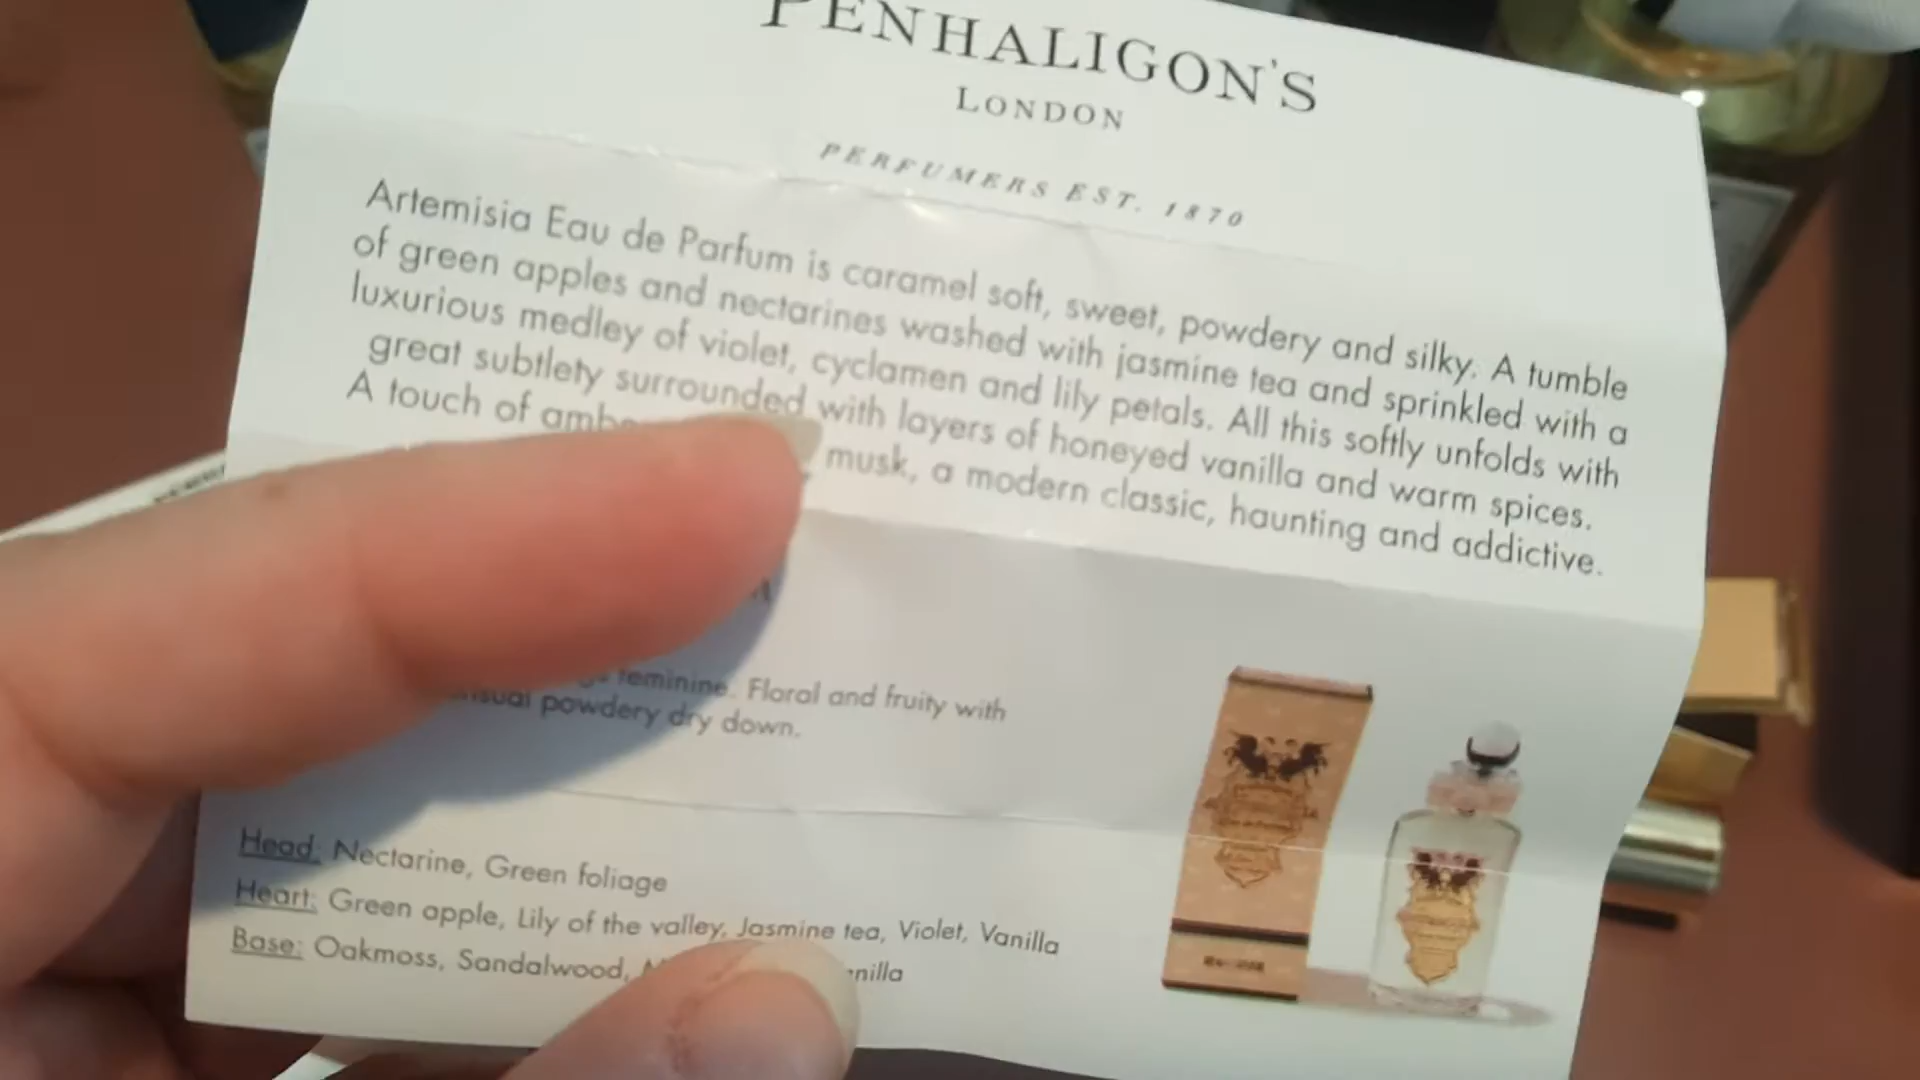 PENHALIGON'S
LONDON
PERFUMERS EST. 1870
Artemisia Eau de Parfum is caramel soft, sweet, powdery and silky. A tumble
of green apples and nectarines washed with jasmine tea and sprinkled with a
luxurious medley of violet, cyclamen and lily petals. All this softly unfolds with
great subtlety surrounded with layers of honeyed vanilla and warm spices.
A touch of musk, a modern classic, haunting and addictive.
feminine. Floral and fruity with
powdery dry down.
Head: Nectarine, Green foliage
Heart: Green apple, Lily of the valley, Jasmine tea, Violet, Vanilla
Base: Oakmoss, Sandalwood,